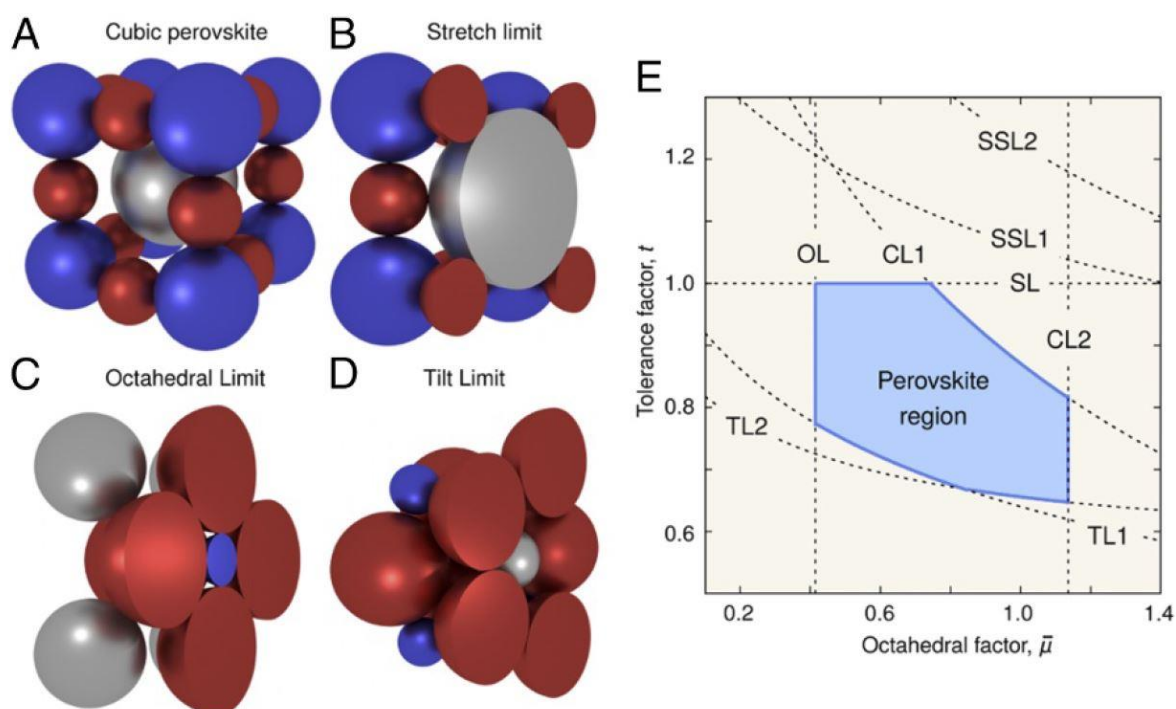 A
Cubic perovskite
B
Stretch limit
C
Octahedral Limit
D
Tilt Limit
E
Tolerance factor, t
1.2
1.0
0.8
0.6
SSL2
SSL1
OL
CL1
SL
CL2
Perovskite
region
TL2
TL1
0.2
0.6
1.0
1.4
Octahedral factor, μ̄